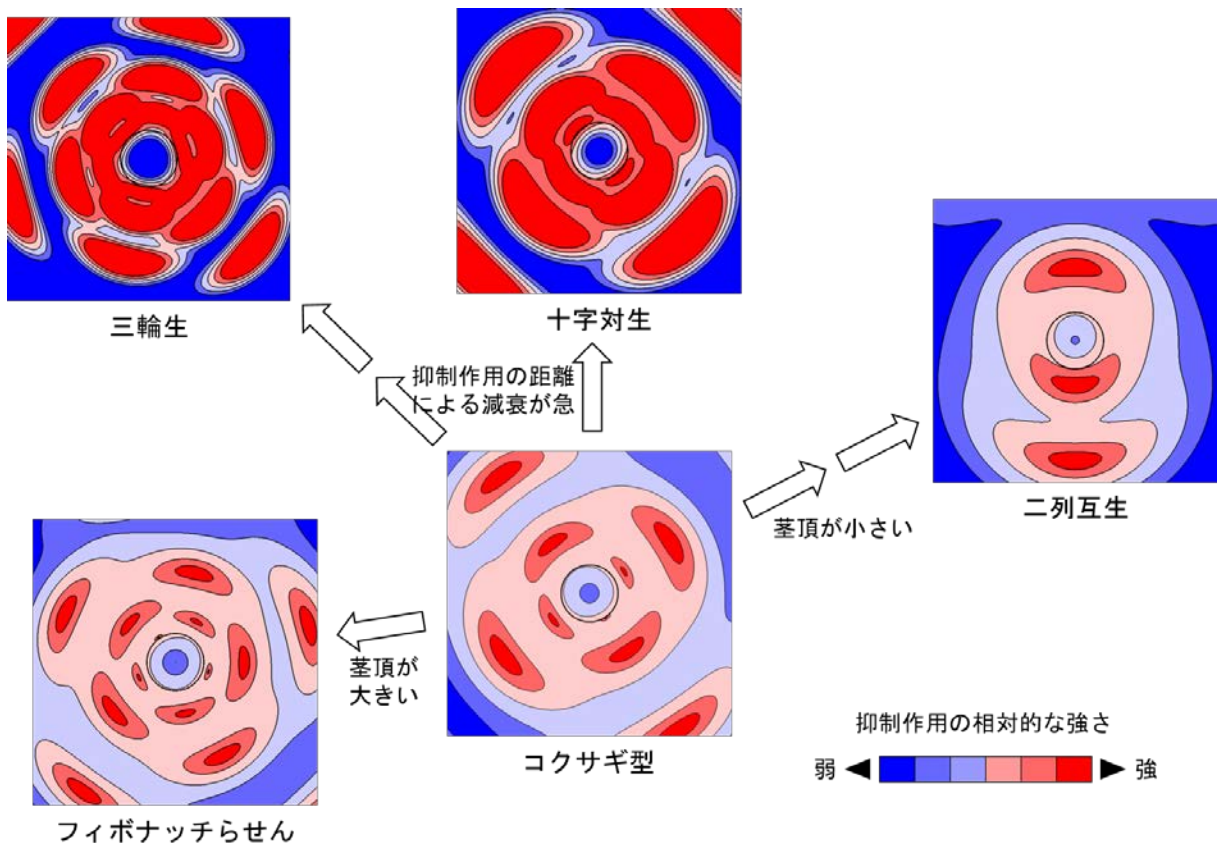 三輪生
十字対生
抑制作用の距離
による減衰が急
二列互生
茎頂が小さい
茎頂が
大きい
コクサギ型
フィボナッチらせん
抑制作用の相対的な強さ
弱 ◀ ▶ 強